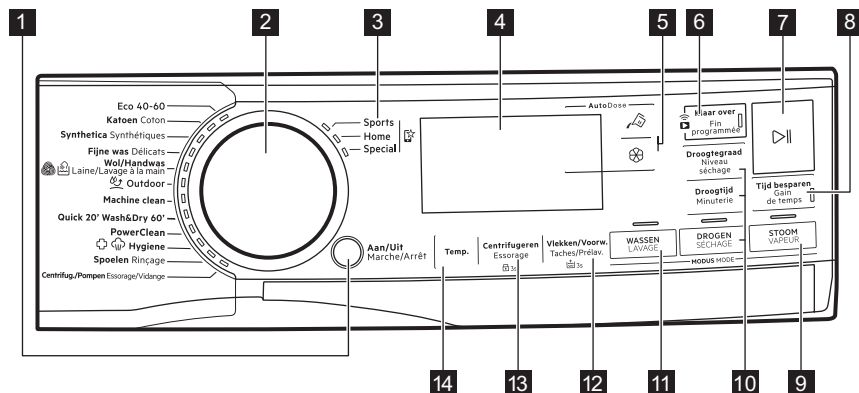 1
2
3
4
5
6
7
8
Eco 40-60
Katoen Coton
Synthetica Synthétiques
Fijne was Délicats
Wol/Handwas
Laine/Lavage à la main
Outdoor
Machine clean
Quick 20' Wash&Dry 60'
PowerClean
Hygiene
Spoelen Rinçage
Centrifug./Pompen Essorage/Vidange
Sports
Home
Special
Aan/Uit
Marche/Arrêt
AutoDose
Klaar over
Fin
programmée
Droogtegraad
Niveau
séchage
Droogtijd
Minuterie
Tijd besparen
Gain
de temps
Temp.
Centrifugeren
Essorage
3s
Vlekken/Voorw.
Taches/Prélav.
3s
WASSEN
LAVAGE
DROGEN
SÉCHAGE
STOOM
VAPEUR
MODUS MODE
14
13
12
11
10
9